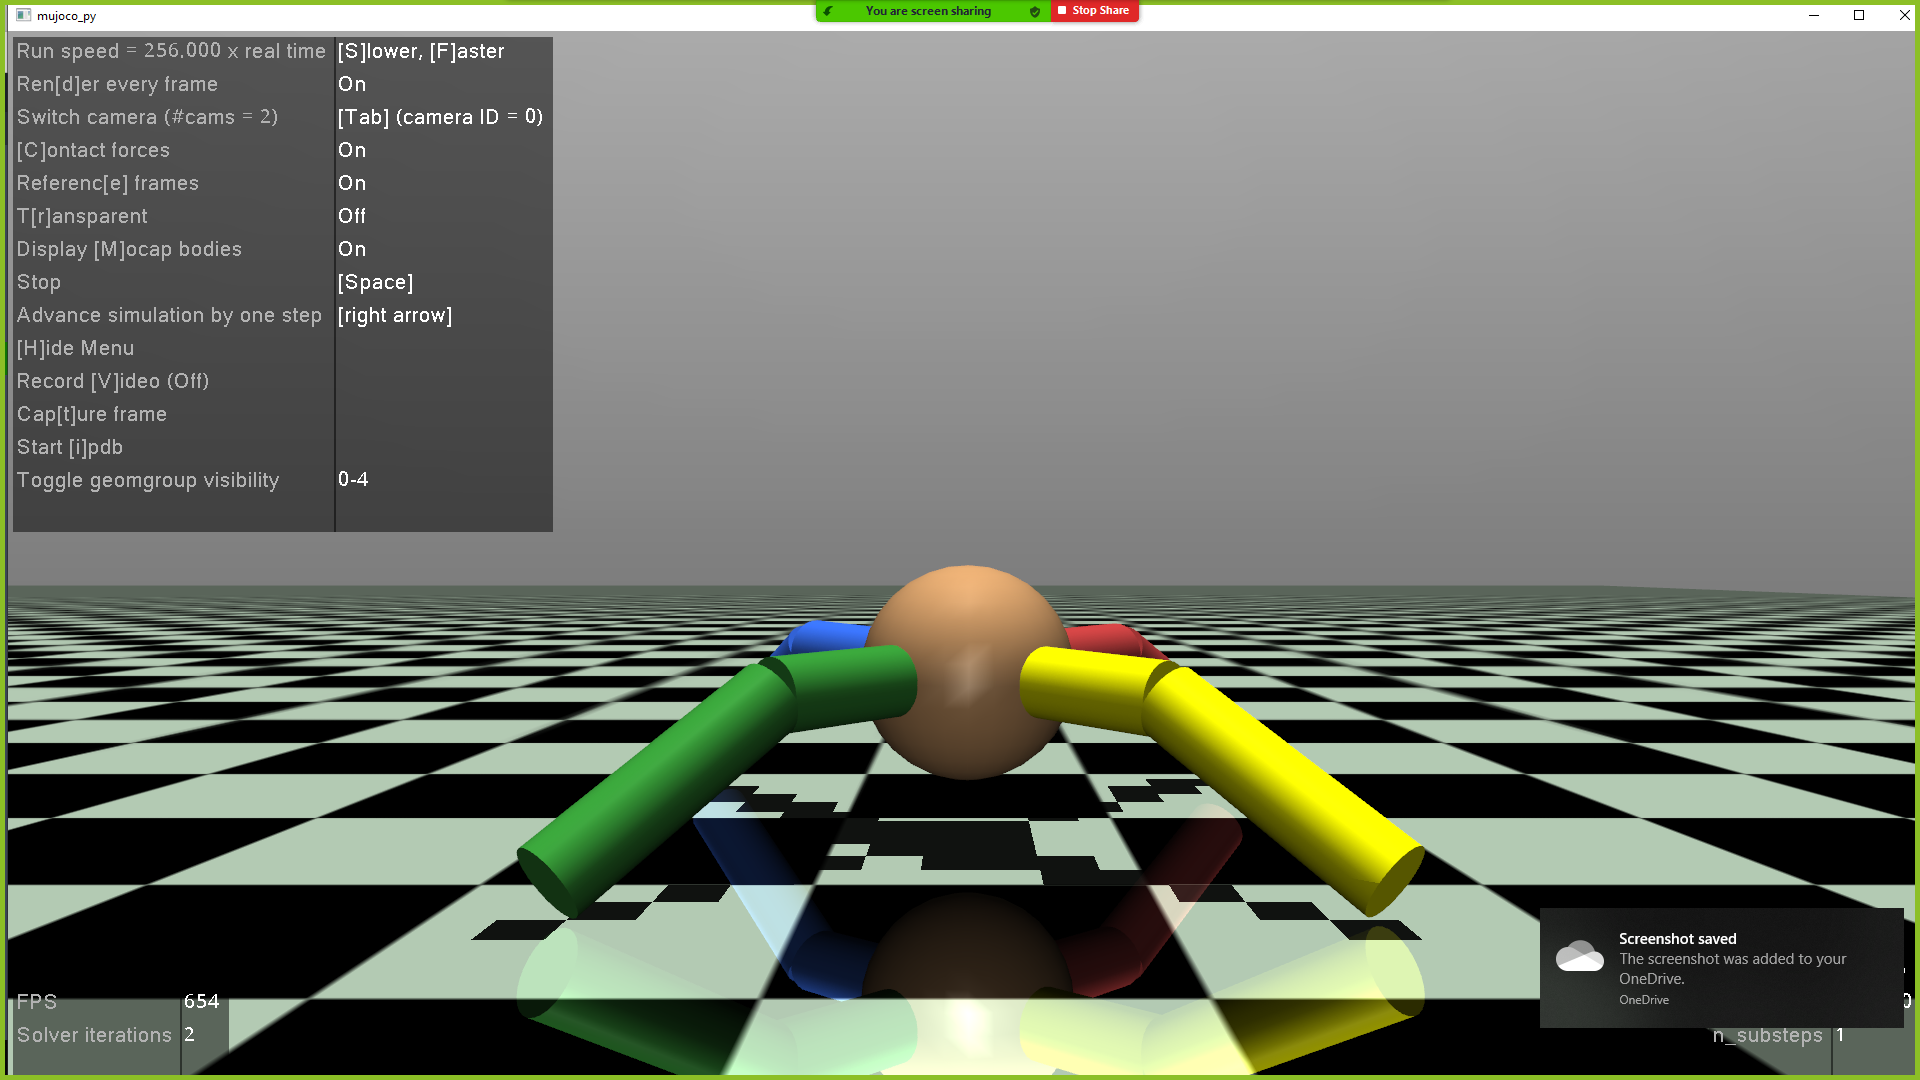 mujoco_py
You are screen sharing
Stop Share
Run speed = 256,000 x real time [S]lower, [F]aster
Ren[d]er every frame On
Switch camera (#cams = 2) [Tab] (camera ID = 0)
[C]ontact forces On
Referenc[e] frames On
T[r]ansparent Off
Display [M]ocap bodies On
Stop [Space]
Advance simulation by one step [right arrow]
[H]ide Menu
Record [V]ideo (Off)
Cap[t]ure frame
Start [i]pdb
Toggle geomgroup visibility 0-4
Screenshot saved
The screenshot was added to your
OneDrive.
OneDrive
FPS 654
Solver iterations 2
n_substeps 1